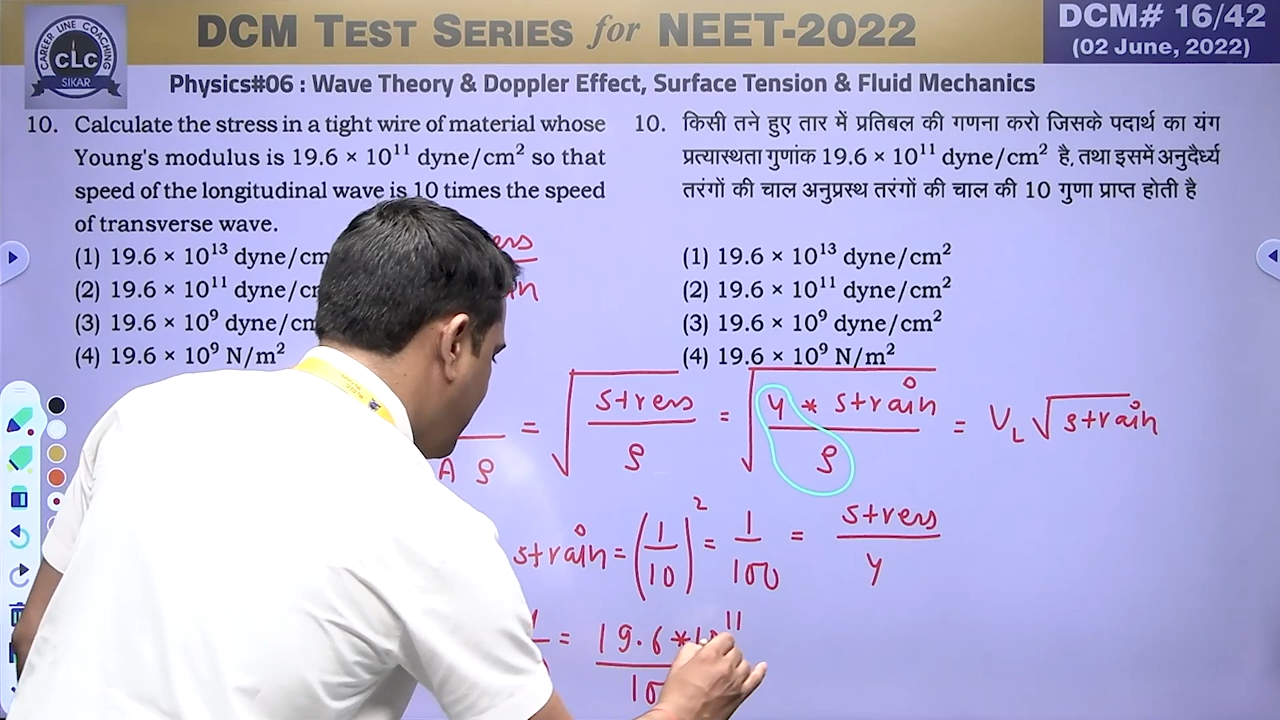 DCM TEST SERIES for NEET-2022
DCM# 16/42
(02 June, 2022)
CAREER LINE COACHING
CLC
SIKAR
Physics#06 : Wave Theory & Doppler Effect, Surface Tension & Fluid Mechanics
10. Calculate the stress in a tight wire of material whose
Young's modulus is 19.6 × 10¹¹ dyne/cm² so that
speed of the longitudinal wave is 10 times the speed
of transverse wave.
(1) 19.6 × 10¹³ dyne/cm
(2) 19.6 × 10¹¹ dyne/c
(3) 19.6 × 10⁹ dyne/cm
(4) 19.6 × 10⁹ N/m²
10. किसी तने हुए तार में प्रतिबल की गणना करो जिसके पदार्थ का यंग
प्रत्यास्थता गुणांक 19.6 × 10¹¹ dyne/cm² है, तथा इसमें अनुदैर्ध्य
तरंगों की चाल अनुप्रस्थ तरंगों की चाल की 10 गुणा प्राप्त होती है
(1) 19.6 × 10¹³ dyne/cm²
(2) 19.6 × 10¹¹ dyne/cm²
(3) 19.6 × 10⁹ dyne/cm²
(4) 19.6 × 10⁹ N/m²
A ρ = √(stress/ρ) = √(Y * strain/ρ) = V_L √strain
strain = (1/10)² = 1/100 = stress/Y
= 19.6 * 10¹¹